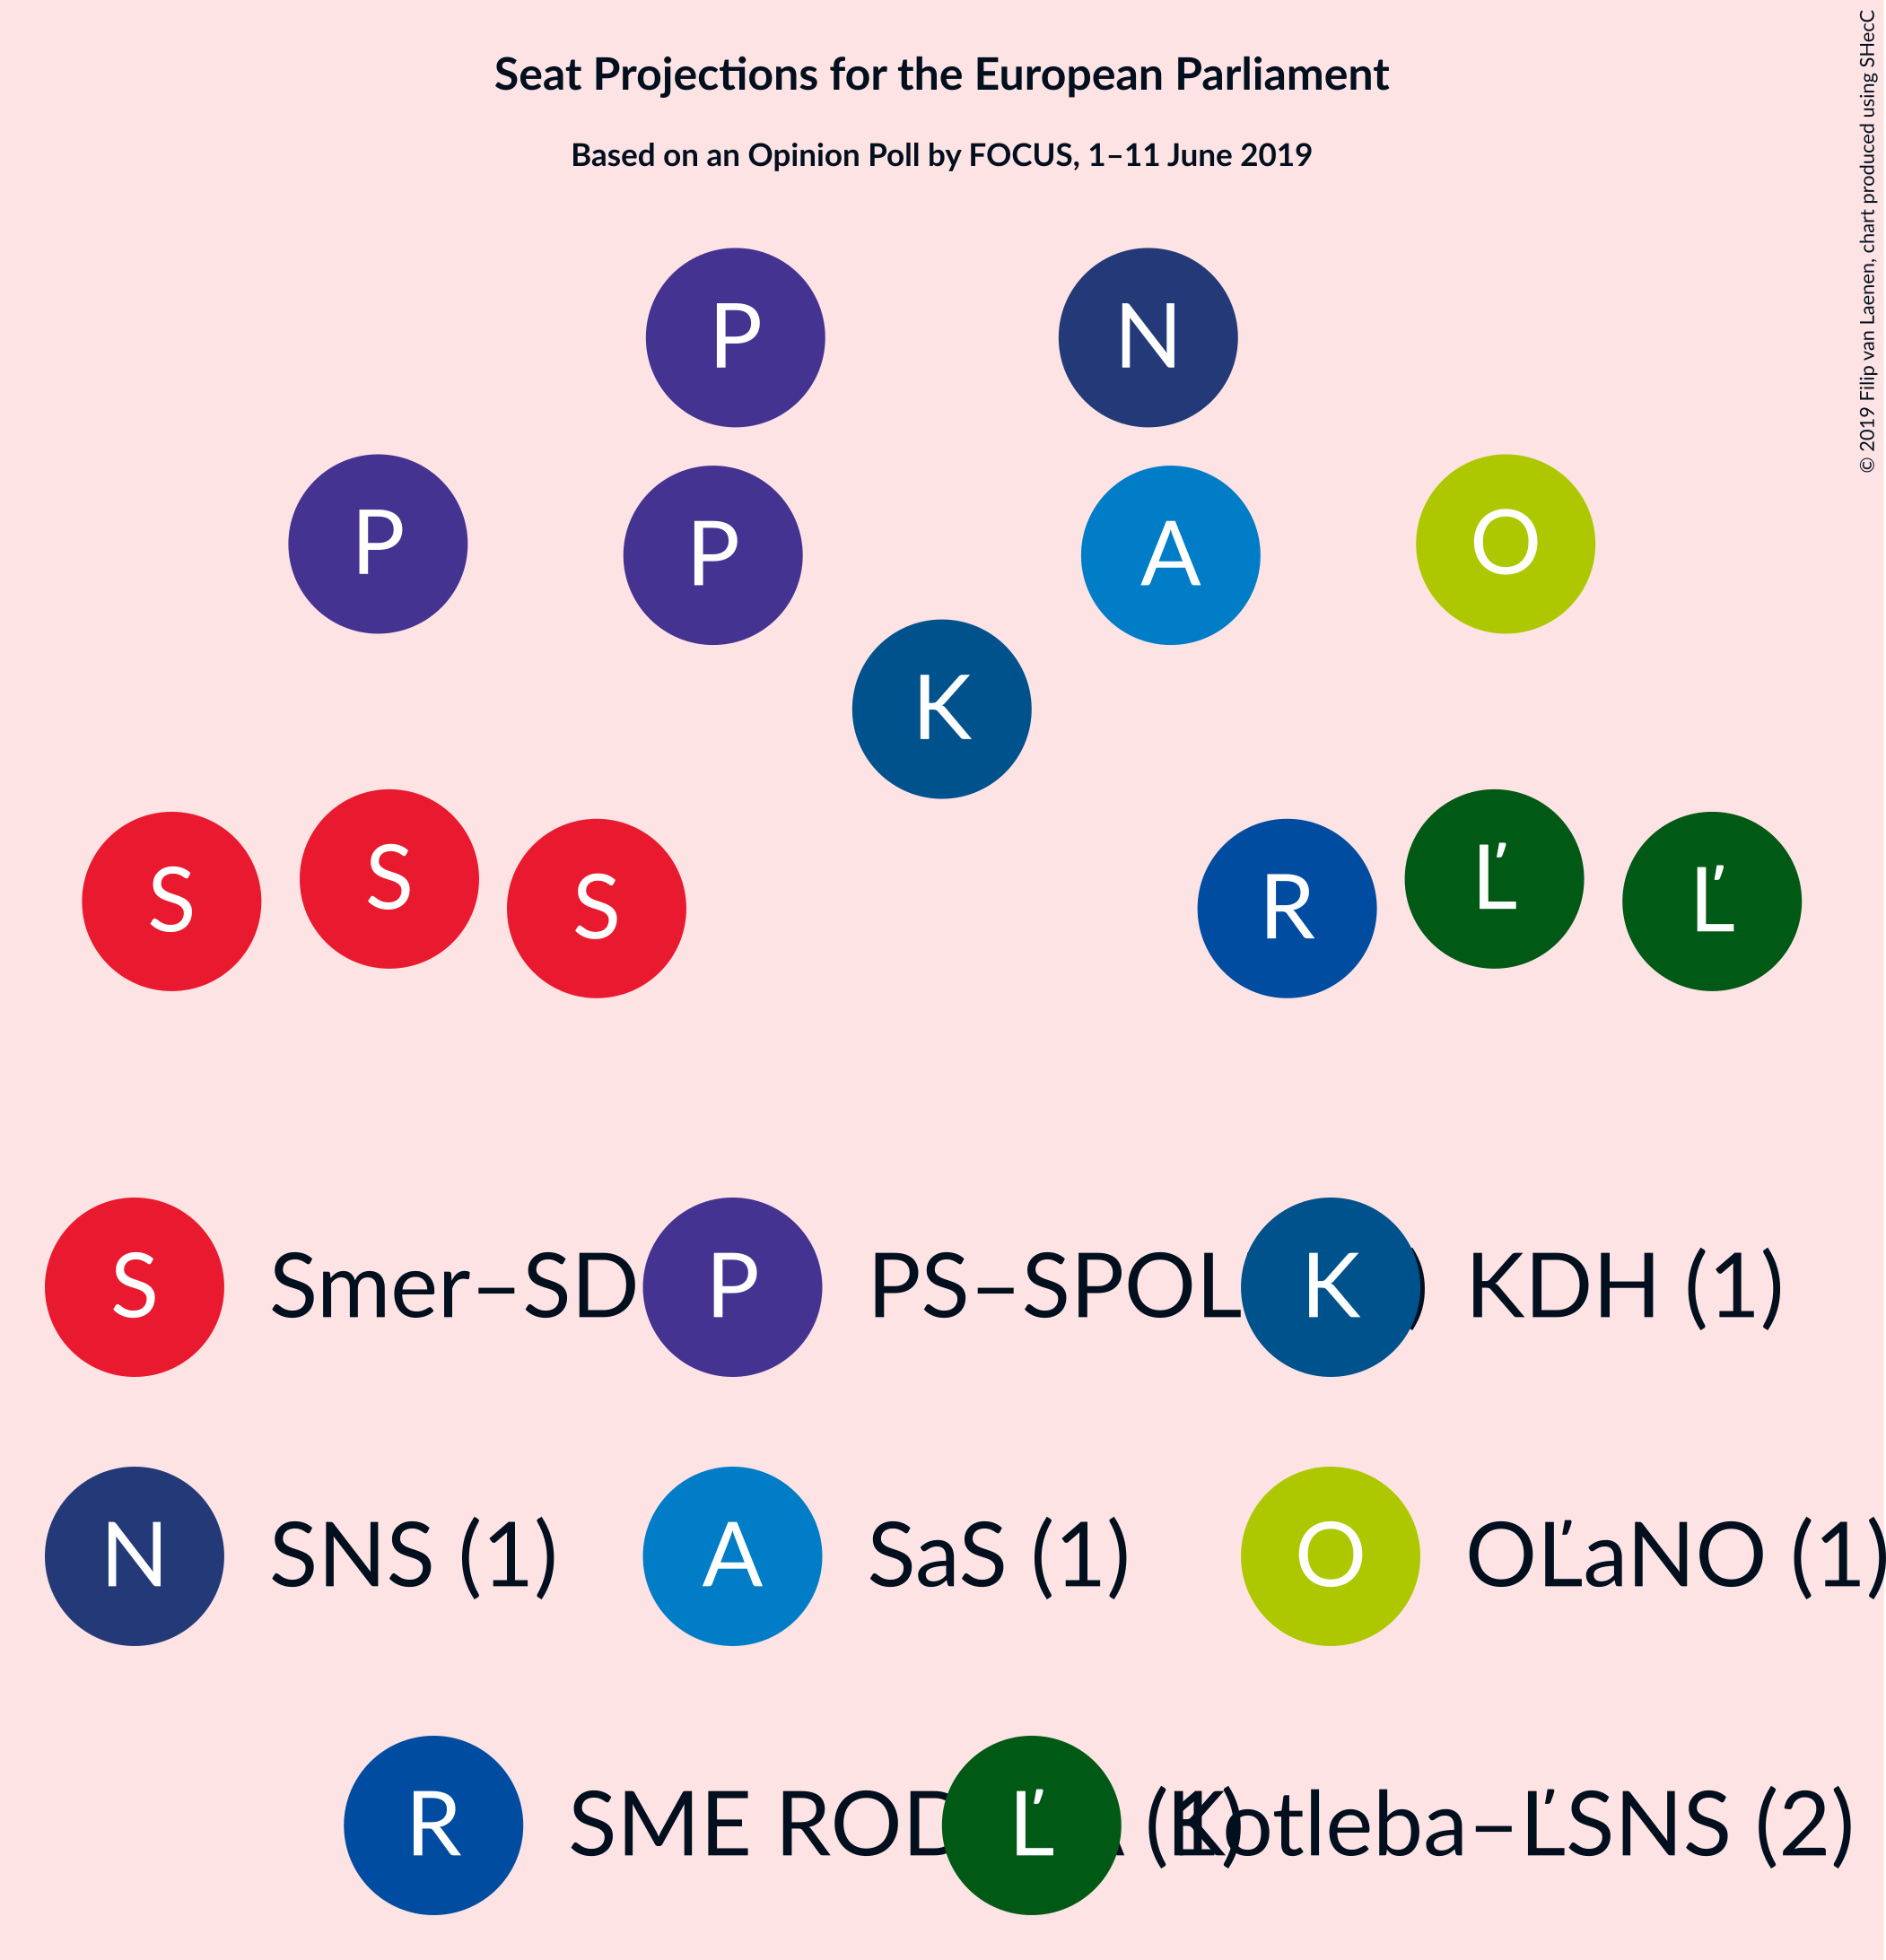 Seat Projections for the European Parliament
Based on an Opinion Poll by FOCUS, 1–11 June 2019
© 2019 Filip van Laenen, chart produced using SHecC
P N
P P A O
K
S S S R Ľ Ľ
S Smer–SD P PS–SPOL K KDH (1)
N SNS (1) A SaS (1) O OĽaNO (1)
R SME Ľ (1) Kotleba–ĽSNS (2)